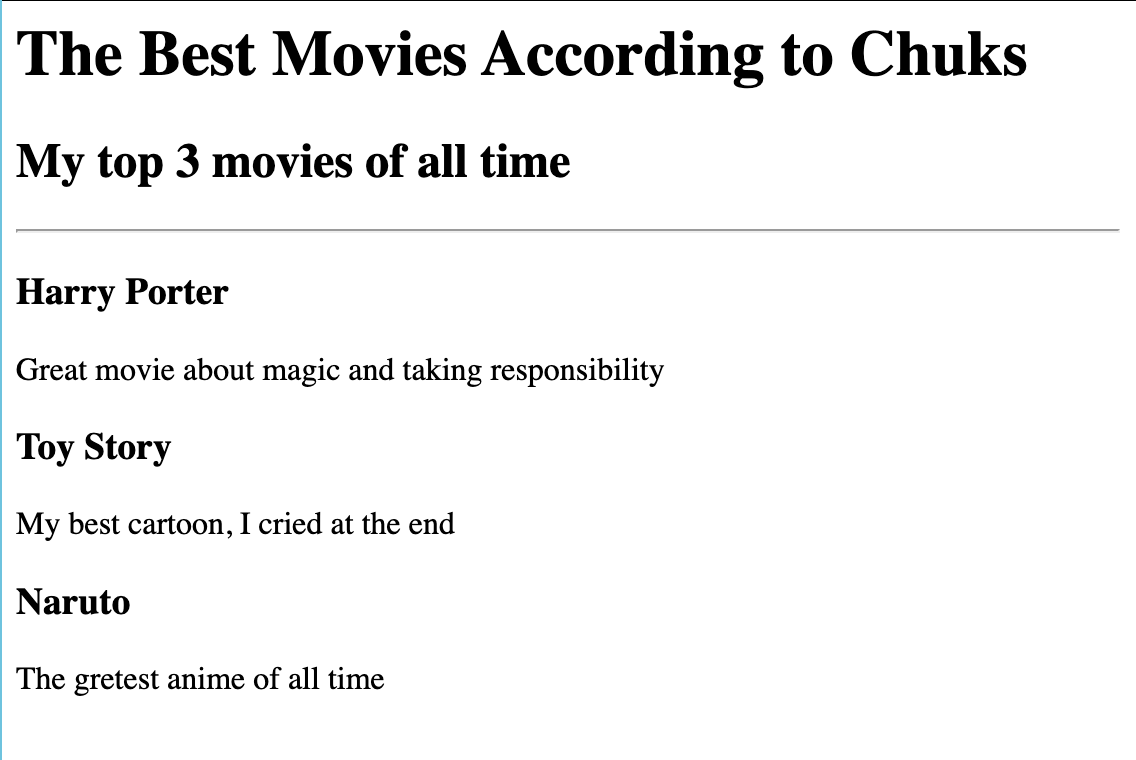 The Best Movies According to Chuks
My top 3 movies of all time
Harry Porter
Great movie about magic and taking responsibility
Toy Story
My best cartoon, I cried at the end
Naruto
The gretest anime of all time